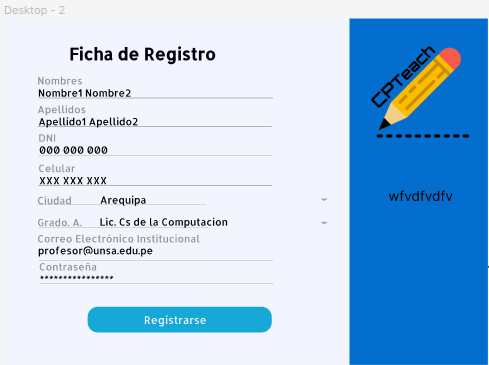 Desktop - 2
Ficha de Registro
Nombres
Nombre1 Nombre2
Apellidos
Apellido1 Apellido2
DNI
000 000 000
Celular
XXX XXX XXX
Ciudad Arequipa
Grado. A. Lic. Cs de la Computacion
Correo Electrónico Institucional
profesor@unsa.edu.pe
Contraseña
****************
Registrarse
CPTeach
wfvdfvdfv